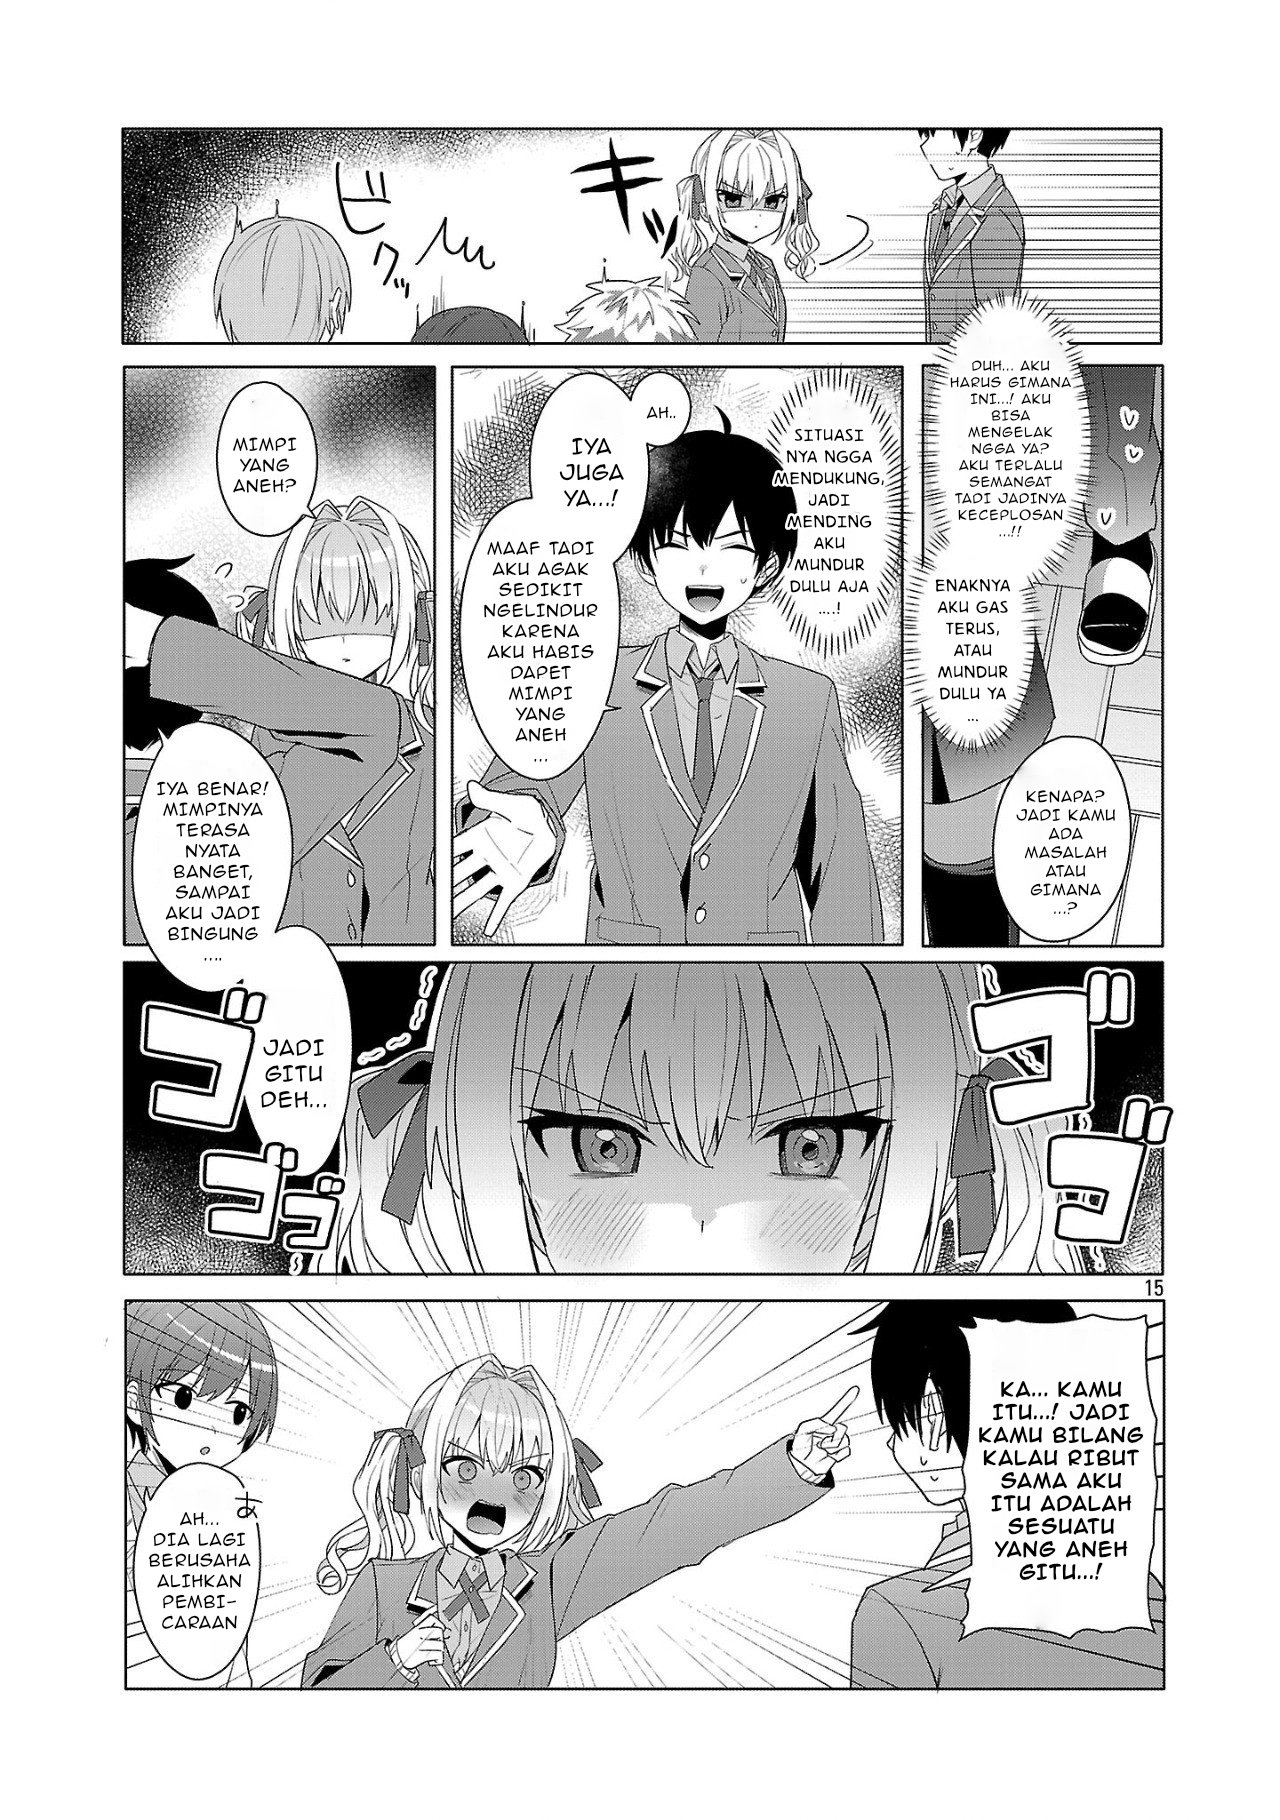 キッ
ビクッ
DUH... AKU
HARUS GIMANA
INI...! AKU
BISA
MENGELAK
NGGA YA?
AKU TERLALU
SEMANGAT
TADI JADINYA
KECEPLOSAN
...!!
ENAKNYA
AKU GAS
TERUS,
ATAU
MUNDUR
DULU YA
...
KENAPA?
JADI KAMU
ADA
MASALAH
ATAU
GIMANA
...?
SITUASI
NYA NGGA
MENDUKUNG,
JADI
MENDING
AKU
MUNDUR
DULU AJA
....!
AH..
IYA
JUGA
YA...!
MAAF TADI
AKU AGAK
SEDIKIT
NGELINDUR
KARENA
AKU HABIS
DAPET
MIMPI
YANG
ANEH
...
MIMPI
YANG
ANEH?
IYA BENAR!
MIMPINYA
TERASA
NYATA
BANGET,
SAMPAI
AKU JADI
BINGUNG
....
JADI
GITU
DEH...
ゴゴゴ
ゴゴゴ
15
KA... KAMU
ITU...! JADI
KAMU BILANG
KALAU RIBUT
SAMA AKU
ITU ADALAH
SESUATU
YANG ANEH
GITU...!
あ
AH...
DIA LAGI
BERUSAHA
ALIHKAN
PEMBI-
CARAAN